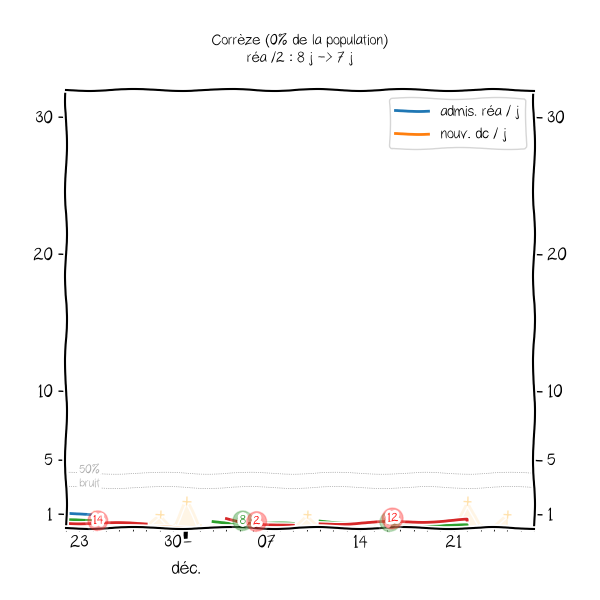 Corrèze (0% de la population)
réa /2 : 8 j -> 7 j
admis. réa / j
nouv. dc / j
30 30
20 20
10 10
5 5
50%
bruit
1 1
14 8 2 12
23 30 07 14 21
déc.